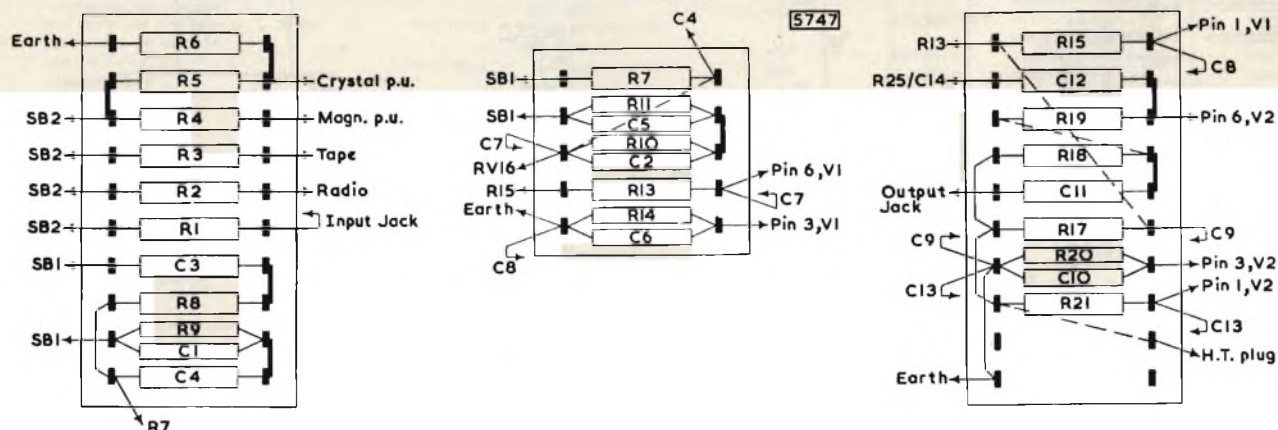 Earth
R6
R5
Crystal p.u.
SB2
R4
Magn. p.u.
SB2
R3
Tape
SB2
R2
Radio
Input Jack
SB2
R1
SB1
C3
R8
R9
SB1
C1
C4
R7
C4
5747
SB1
R7
R11
SB1
C5
C7
R10
C2
RV16
Pin 6,V1
R15
R13
C7
Earth
R14
Pin 3,V1
C6
C8
Pin 1,V1
R13
R15
C8
R25/C14
C12
R19
Pin 6,V2
R18
Output
Jack
C11
R17
C9
C9
R20
Pin 3,V2
C10
C13
Pin 1,V2
R21
C13
H.T. plug
Earth